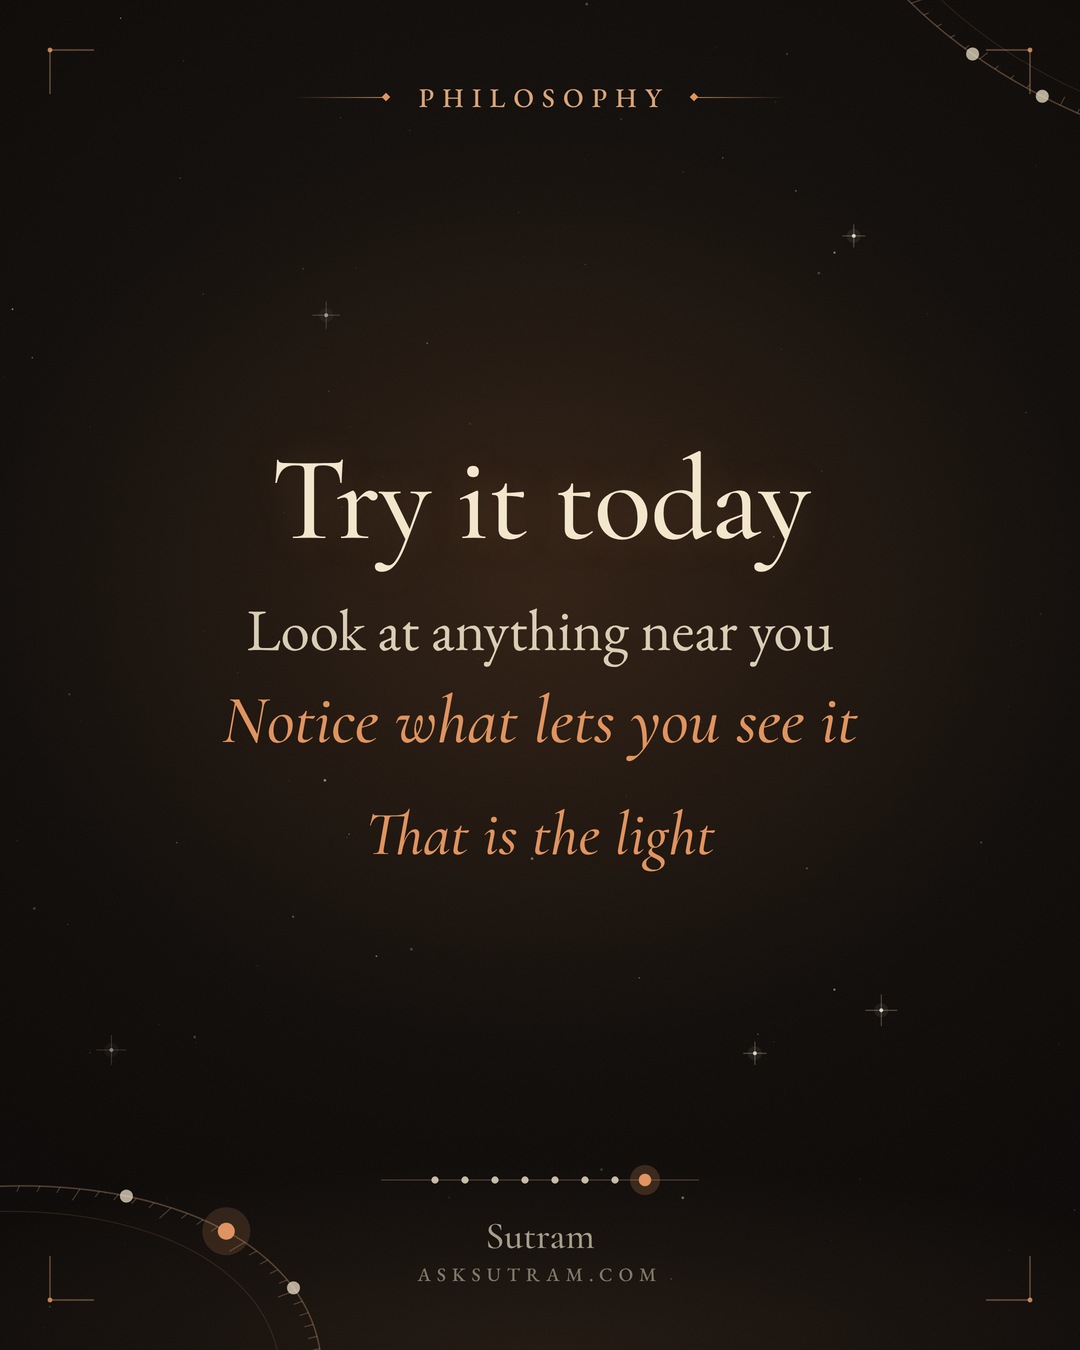 PHILOSOPHY
Try it today
Look at anything near you
Notice what lets you see it
That is the light
Sutram
ASKSUTRAM.COM